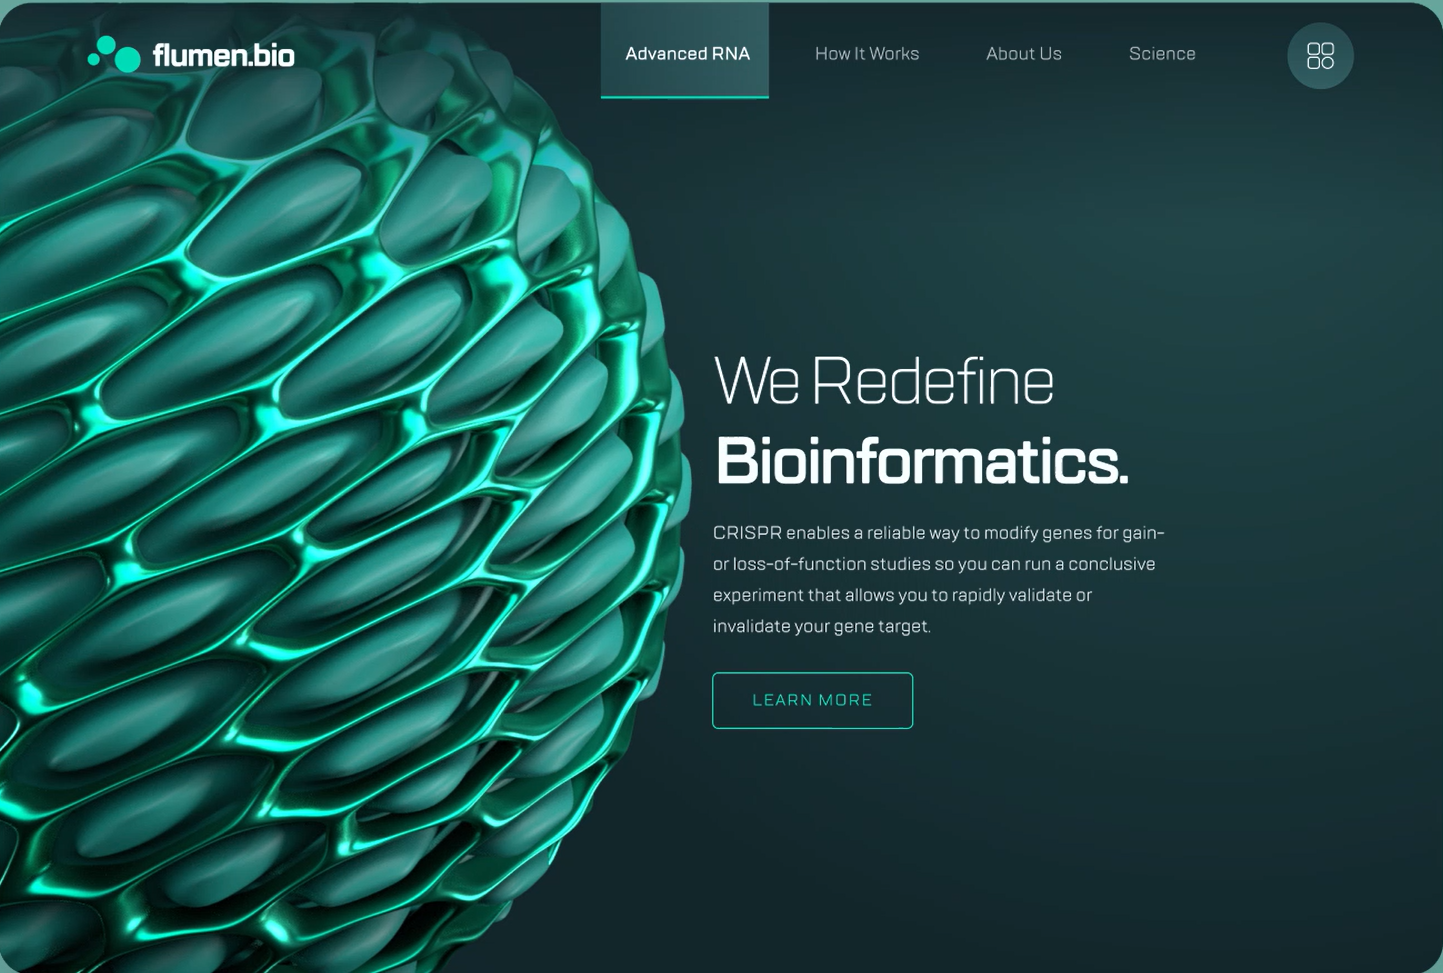 flumen.bio
Advanced RNA
How It Works
About Us
Science
We Redefine
Bioinformatics.
CRISPR enables a reliable way to modify genes for gain-
or loss-of-function studies so you can run a conclusive
experiment that allows you to rapidly validate or
invalidate your gene target.
LEARN MORE